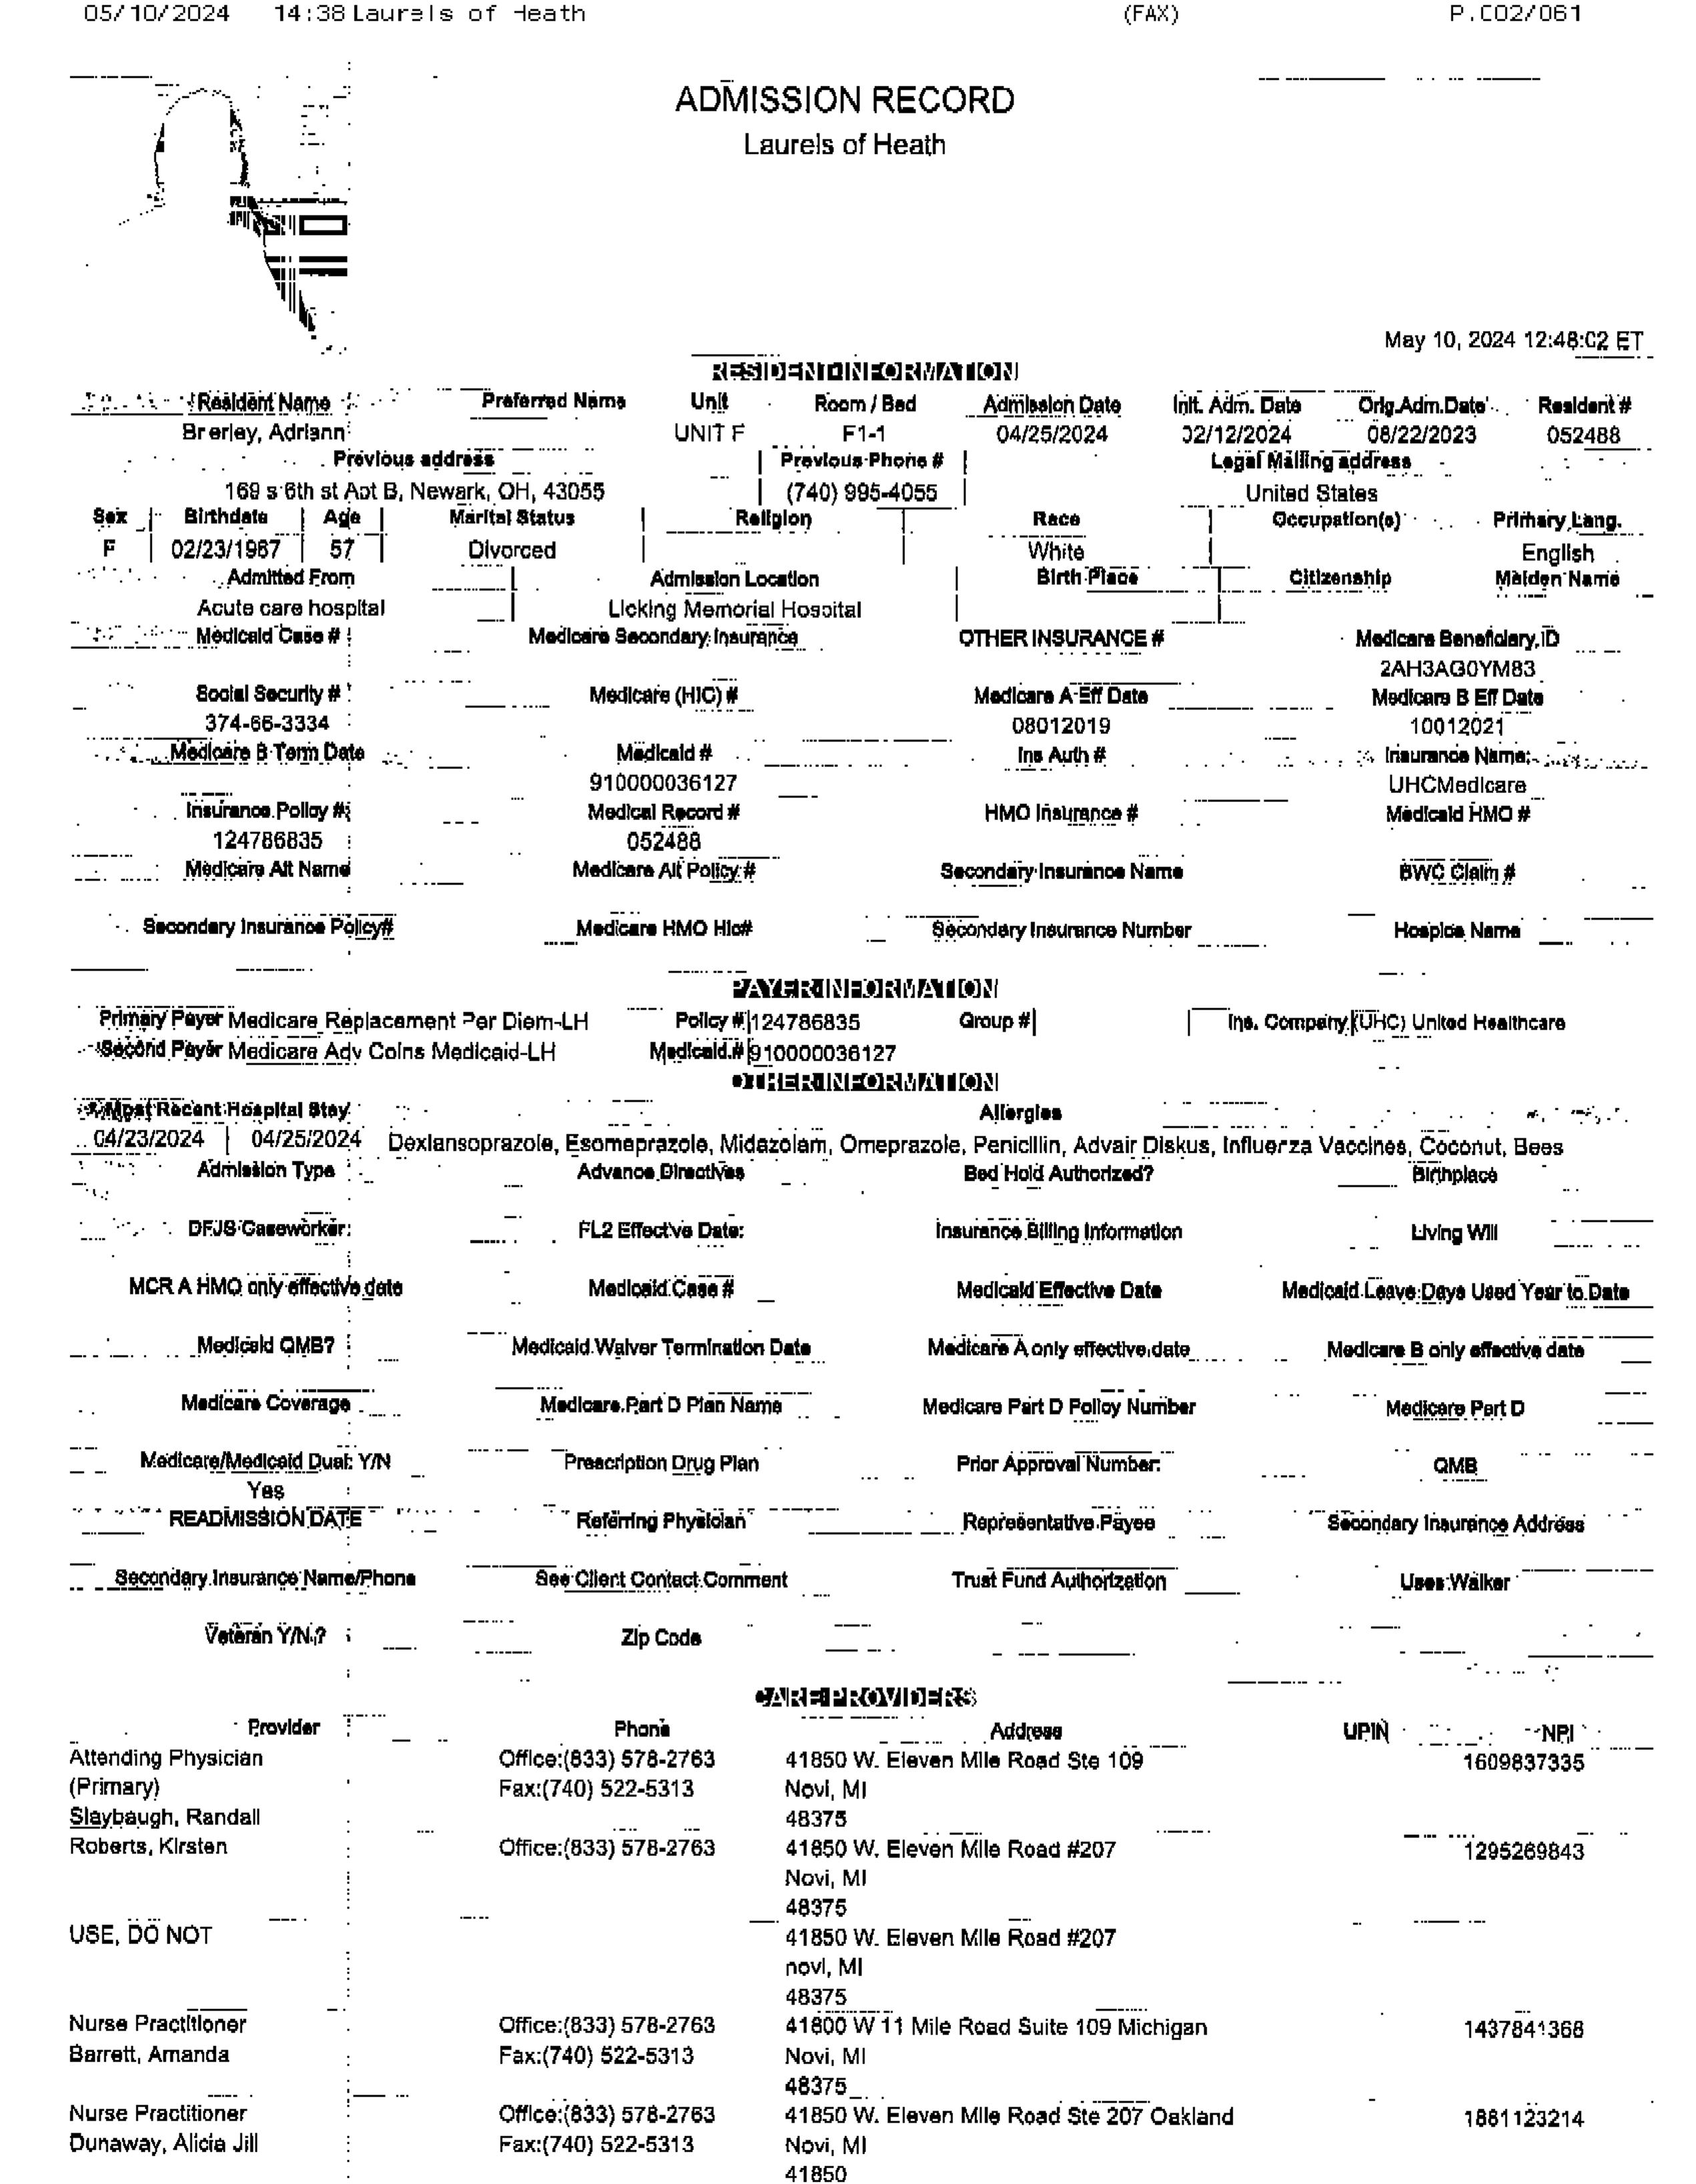 05/10/2024 14:38 Laurels of Heath (FAX) P.002/061
ADMISSION RECORD
Laurels of Heath
May 10, 2024 12:48:02 ET
RESIDENT INFORMATION
Resident Name Preferred Name Unit Room / Bed Admission Date Init. Adm. Date Orig.Adm.Date Resident #
Brerley, Adriann UNIT F F1-1 04/25/2024 02/12/2024 08/22/2023 052488
Previous address Previous Phone # Legal Mailing address
169 s 6th st Apt B, Newark, OH, 43055 (740) 995-4055 United States
Sex Birthdate Age Marital Status Religion Race Occupation(s) Primary Lang.
F 02/23/1967 57 Divorced White English
Admitted From Admission Location Birth Place Citizenship Maiden Name
Acute care hospital Licking Memorial Hospital
Medicaid Case # Medicare Secondary Insurance OTHER INSURANCE # Medicare Beneficiary ID
2AH3AG0YM83
Social Security # Medicare (HIC) # Medicare A Eff Date Medicare B Eff Date
374-66-3334 08012019 10012021
Medicare B Term Date Medicaid # Ins Auth # Insurance Name:
910000036127 UHCMedicare
Insurance Policy #: Medical Record # HMO Insurance # Medicaid HMO #
124786835 052488
Medicare Alt Name Medicare Alt Policy # Secondary Insurance Name BWC Claim #
Secondary Insurance Policy# Medicare HMO Hic# Secondary Insurance Number Hospice Name
PAYER INFORMATION
Primary Payer Medicare Replacement Per Diem-LH Policy # 124786835 Group # Ins. Company (UHC) United Healthcare
Second Payer Medicare Adv Coins Medicaid-LH Medicaid # 910000036127
OTHER INFORMATION
Most Recent Hospital Stay Allergies
04/23/2024 04/25/2024 Dexlansoprazole, Esomeprazole, Midazolam, Omeprazole, Penicillin, Advair Diskus, Influenza Vaccines, Coconut, Bees
Admission Type Advance Directives Bed Hold Authorized? Birthplace
DFJS Caseworker: FL2 Effective Date: Insurance Billing Information Living Will
MCR A HMO only effective date Medicaid Case # Medicaid Effective Date Medicaid Leave Days Used Year to Date
Medicaid QMB? Medicaid Waiver Termination Date Medicare A only effective date Medicare B only effective date
Medicare Coverage Medicare Part D Plan Name Medicare Part D Policy Number Medicare Part D
Medicare/Medicaid Dual: Y/N Prescription Drug Plan Prior Approval Number: QMB
Yes
READMISSION DATE Referring Physician Representative Payee Secondary Insurance Address
Secondary Insurance Name/Phone See Client Contact Comment Trust Fund Authorization Uses Walker
Veteran Y/N? Zip Code
CARE PROVIDERS
Provider Phone Address UPIN NPI
Attending Physician Office:(833) 578-2763 41850 W. Eleven Mile Road Ste 109 1609837335
(Primary) Fax:(740) 522-5313 Novi, MI
Slaybaugh, Randall 48375
Roberts, Kirsten Office:(833) 578-2763 41850 W. Eleven Mile Road #207 1295269843
Novi, MI
48375
USE, DO NOT 41850 W. Eleven Mile Road #207
novi, MI
48375
Nurse Practitioner Office:(833) 578-2763 41800 W 11 Mile Road Suite 109 Michigan 1437841368
Barrett, Amanda Fax:(740) 522-5313 Novi, MI
48375
Nurse Practitioner Office:(833) 578-2763 41850 W. Eleven Mile Road Ste 207 Oakland 1881123214
Dunaway, Alicia Jill Fax:(740) 522-5313 Novi, MI
41850